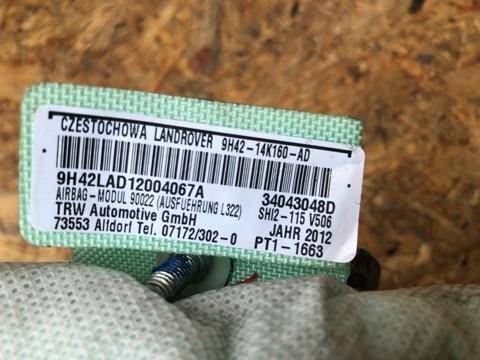 CZESTOCHOWA LANDROVER 9H42-14K160-AD
9H42LAD12004067A 34043048D
AIRBAG-MODUL 90022 (AUSFUEHRUNG L322) SHI2-115 V506
TRW Automotive GmbH JAHR 2012
73553 Alfdorf Tel. 07172/302-0 PT1-1663